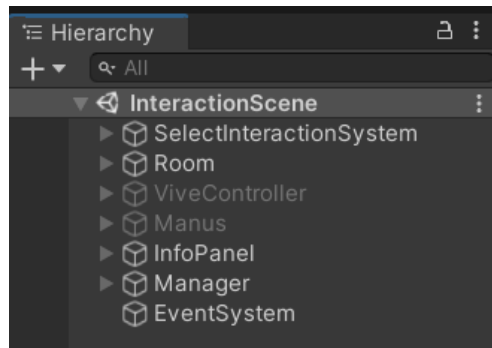 Hierarchy
All
InteractionScene
SelectInteractionSystem
Room
ViveController
Manus
InfoPanel
Manager
EventSystem